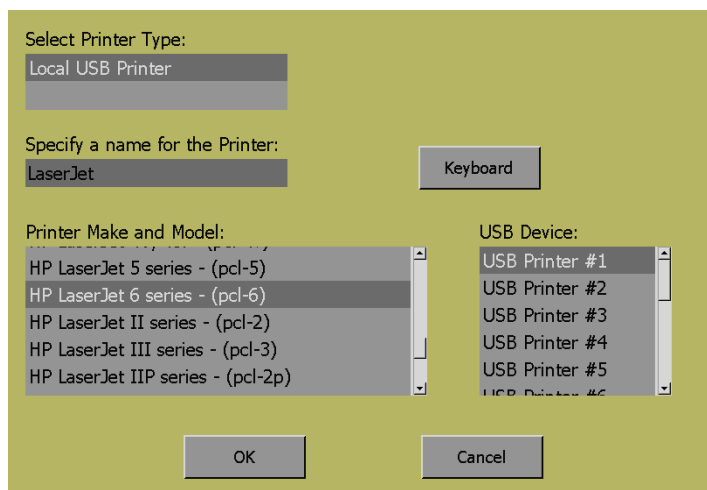 Select Printer Type:
Local USB Printer
Specify a name for the Printer:
LaserJet
Keyboard
Printer Make and Model:
HP LaserJet 5 series - (pcl-5)
HP LaserJet 6 series - (pcl-6)
HP LaserJet II series - (pcl-2)
HP LaserJet III series - (pcl-3)
HP LaserJet IIP series - (pcl-2p)
USB Device:
USB Printer #1
USB Printer #2
USB Printer #3
USB Printer #4
USB Printer #5
USB Printer #6
OK
Cancel